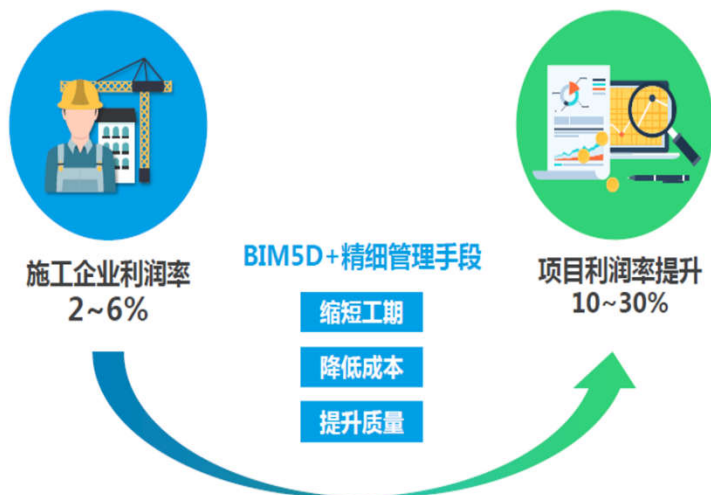 施工企业利润率
2~6%
BIM5D+精细管理手段
缩短工期
降低成本
提升质量
项目利润率提升
10~30%